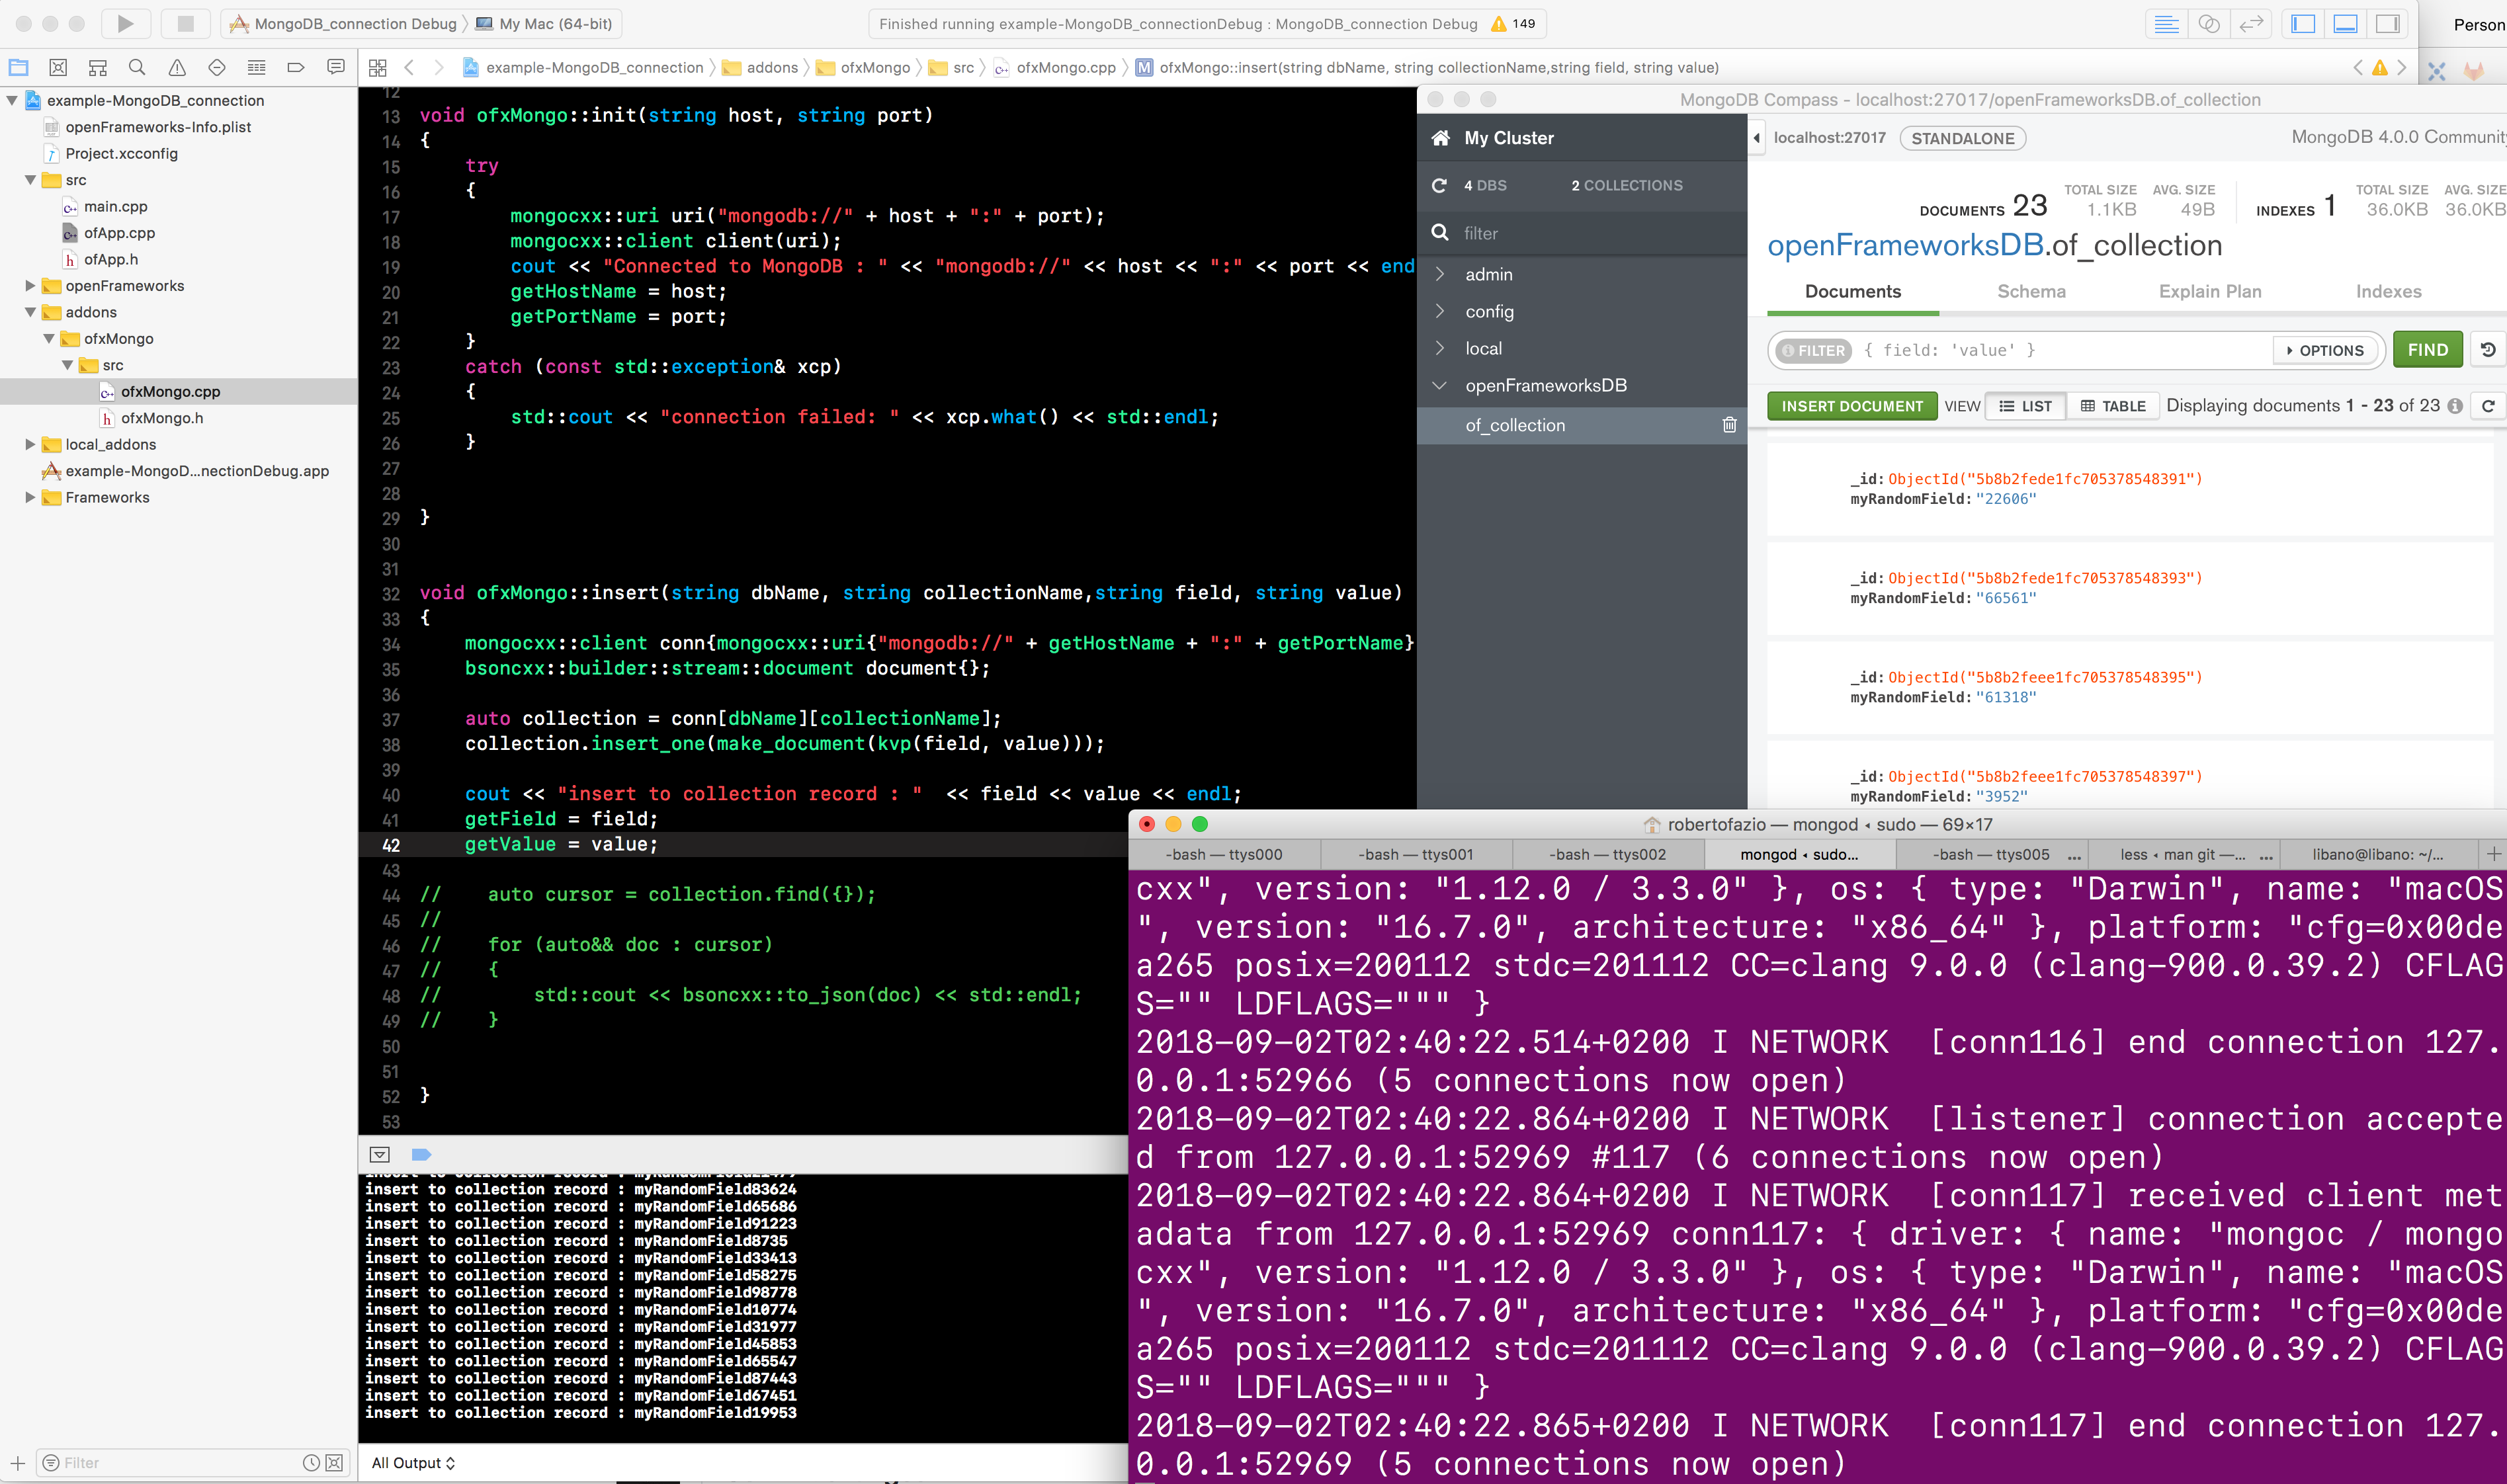 MongoDB_connection Debug 〉 My Mac (64-bit)
Finished running example-MongoDB_connectionDebug : MongoDB_connection Debug 149
Person
example-MongoDB_connection 〉 addons 〉 ofxMongo 〉 src 〉 ofxMongo.cpp 〉 M ofxMongo::insert(string dbName, string collectionName,string field, string value)
example-MongoDB_connection
openFrameworks-Info.plist
Project.xcconfig
src
main.cpp
ofApp.cpp
ofApp.h
openFrameworks
addons
ofxMongo
src
ofxMongo.cpp
ofxMongo.h
local_addons
example-MongoD...nectionDebug.app
Frameworks
Filter
12
13 void ofxMongo::init(string host, string port)
14 {
15     try
16     {
17         mongocxx::uri uri("mongodb://" + host + ":" + port);
18         mongocxx::client client(uri);
19         cout << "Connected to MongoDB : " << "mongodb://" << host << ":" << port << end
20         getHostName = host;
21         getPortName = port;
22     }
23     catch (const std::exception& xcp)
24     {
25         std::cout << "connection failed: " << xcp.what() << std::endl;
26     }
27
28
29 }
30
31
32 void ofxMongo::insert(string dbName, string collectionName,string field, string value)
33 {
34     mongocxx::client conn{mongocxx::uri{"mongodb://" + getHostName + ":" + getPortName}
35     bsoncxx::builder::stream::document document{};
36
37     auto collection = conn[dbName][collectionName];
38     collection.insert_one(make_document(kvp(field, value)));
39
40     cout << "insert to collection record : "  << field << value << endl;
41     getField = field;
42     getValue = value;
43
44 //    auto cursor = collection.find({});
45 //
46 //    for (auto&& doc : cursor)
47 //    {
48 //        std::cout << bsoncxx::to_json(doc) << std::endl;
49 //    }
50
51
52 }
53
insert to collection record : myRandomField83624
insert to collection record : myRandomField65686
insert to collection record : myRandomField91223
insert to collection record : myRandomField8735
insert to collection record : myRandomField33413
insert to collection record : myRandomField58275
insert to collection record : myRandomField98778
insert to collection record : myRandomField10774
insert to collection record : myRandomField31977
insert to collection record : myRandomField45853
insert to collection record : myRandomField65547
insert to collection record : myRandomField87443
insert to collection record : myRandomField67451
insert to collection record : myRandomField19953
All Output
MongoDB Compass - localhost:27017/openFrameworksDB.of_collection
My Cluster
4 DBS 2 COLLECTIONS
filter
admin
config
local
openFrameworksDB
of_collection
localhost:27017 STANDALONE MongoDB 4.0.0 Community
TOTAL SIZE AVG. SIZE TOTAL SIZE AVG. SIZE
DOCUMENTS 23 1.1KB 49B INDEXES 1 36.0KB 36.0KB
openFrameworksDB.of_collection
Documents Schema Explain Plan Indexes
FILTER { field: 'value' } OPTIONS FIND
INSERT DOCUMENT VIEW LIST TABLE Displaying documents 1 - 23 of 23
_id: ObjectId("5b8b2fede1fc705378548391")
myRandomField: "22606"
_id: ObjectId("5b8b2fede1fc705378548393")
myRandomField: "66561"
_id: ObjectId("5b8b2feee1fc705378548395")
myRandomField: "61318"
_id: ObjectId("5b8b2feee1fc705378548397")
myRandomField: "3952"
robertofazio — mongod ◂ sudo — 69×17
-bash — ttys000 -bash — ttys001 -bash — ttys002 mongod ◂ sudo... -bash — ttys005 ... less ◂ man git —... ... libano@libano: ~/...
cxx", version: "1.12.0 / 3.3.0" }, os: { type: "Darwin", name: "macOS
", version: "16.7.0", architecture: "x86_64" }, platform: "cfg=0x00de
a265 posix=200112 stdc=201112 CC=clang 9.0.0 (clang-900.0.39.2) CFLAG
S="" LDFLAGS=""" }
2018-09-02T02:40:22.514+0200 I NETWORK  [conn116] end connection 127.
0.0.1:52966 (5 connections now open)
2018-09-02T02:40:22.864+0200 I NETWORK  [listener] connection accepte
d from 127.0.0.1:52969 #117 (6 connections now open)
2018-09-02T02:40:22.864+0200 I NETWORK  [conn117] received client met
adata from 127.0.0.1:52969 conn117: { driver: { name: "mongoc / mongo
cxx", version: "1.12.0 / 3.3.0" }, os: { type: "Darwin", name: "macOS
", version: "16.7.0", architecture: "x86_64" }, platform: "cfg=0x00de
a265 posix=200112 stdc=201112 CC=clang 9.0.0 (clang-900.0.39.2) CFLAG
S="" LDFLAGS=""" }
2018-09-02T02:40:22.865+0200 I NETWORK  [conn117] end connection 127.
0.0.1:52969 (5 connections now open)